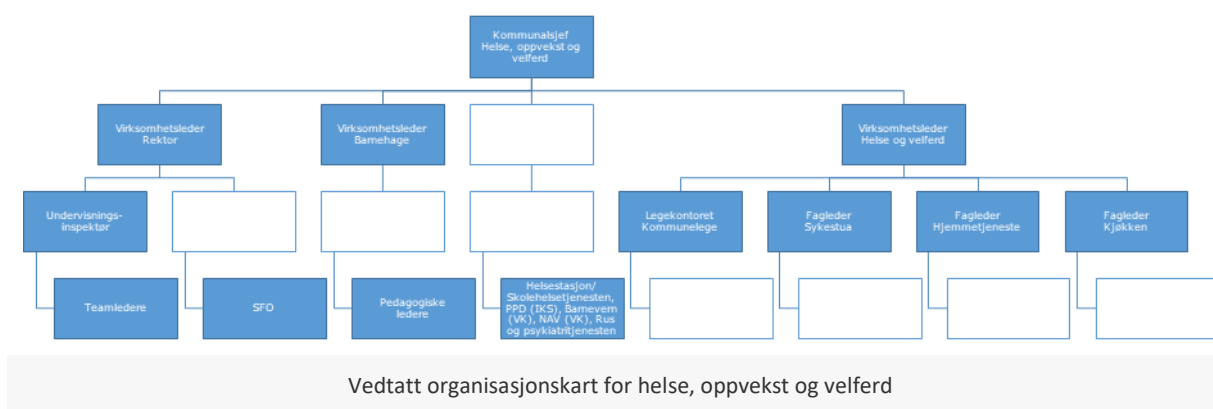 Kommunalsjef
Helse, oppvekst og
velferd
Virksomhetsleder
Rektor
Virksomhetsleder
Barnehage
Virksomhetsleder
Helse og velferd
Undervisnings-
inspektør
Legekontoret
Kommunelege
Fagleder
Sykestua
Fagleder
Hjemmetjeneste
Fagleder
Kjøkken
Teamledere
SFO
Pedagogiske
ledere
Helsestasjon/
Skolehelsetjenesten,
PPD (IKS), Barnevern
(VK), NAV (VK), Rus
og psykiatritjenesten
Vedtatt organisasjonskart for helse, oppvekst og velferd